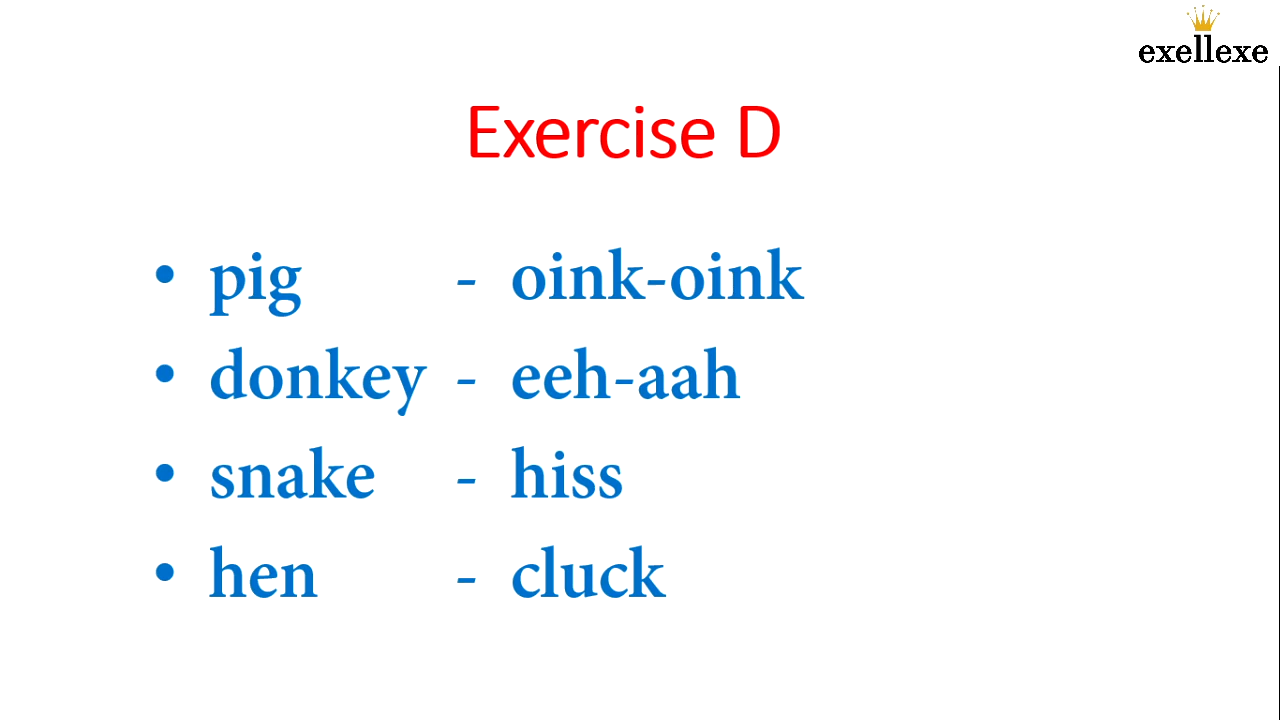 exellexe
Exercise D
• pig - oink-oink
• donkey - eeh-aah
• snake - hiss
• hen - cluck